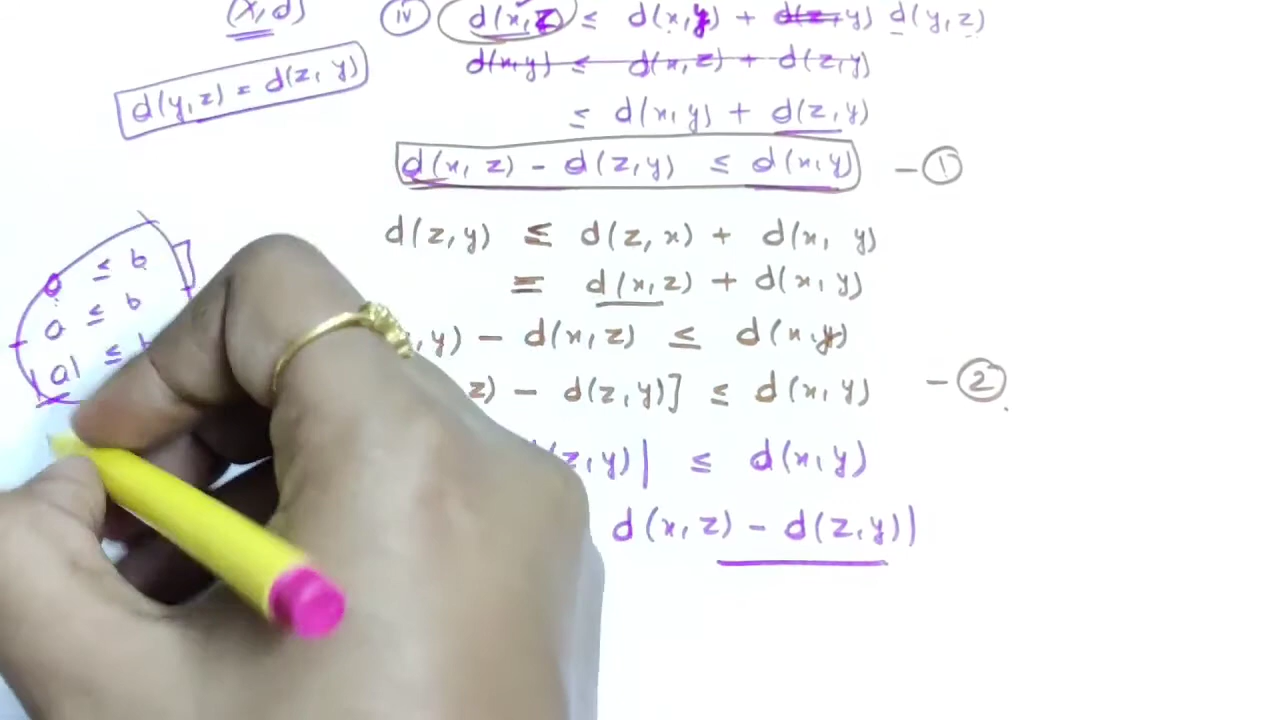 (X, d)
(iv) d(x, z) ≤ d(x, y) + d(z, y) d(y, z)
d(y, z) = d(z, y)
d(x, y) ≤ d(x, z) + d(z, y)
≤ d(x, y) + d(z, y)
d(x, z) - d(z, y) ≤ d(x, y) - ①
d(z, y) ≤ d(z, x) + d(x, y)
= d(x, z) + d(x, y)
≤ b
a ≤ b
|a| ≤
, y) - d(x, z) ≤ d(x, y)
z) - d(z, y)] ≤ d(x, y) - ②
(z, y)| ≤ d(x, y)
d(x, z) - d(z, y)|